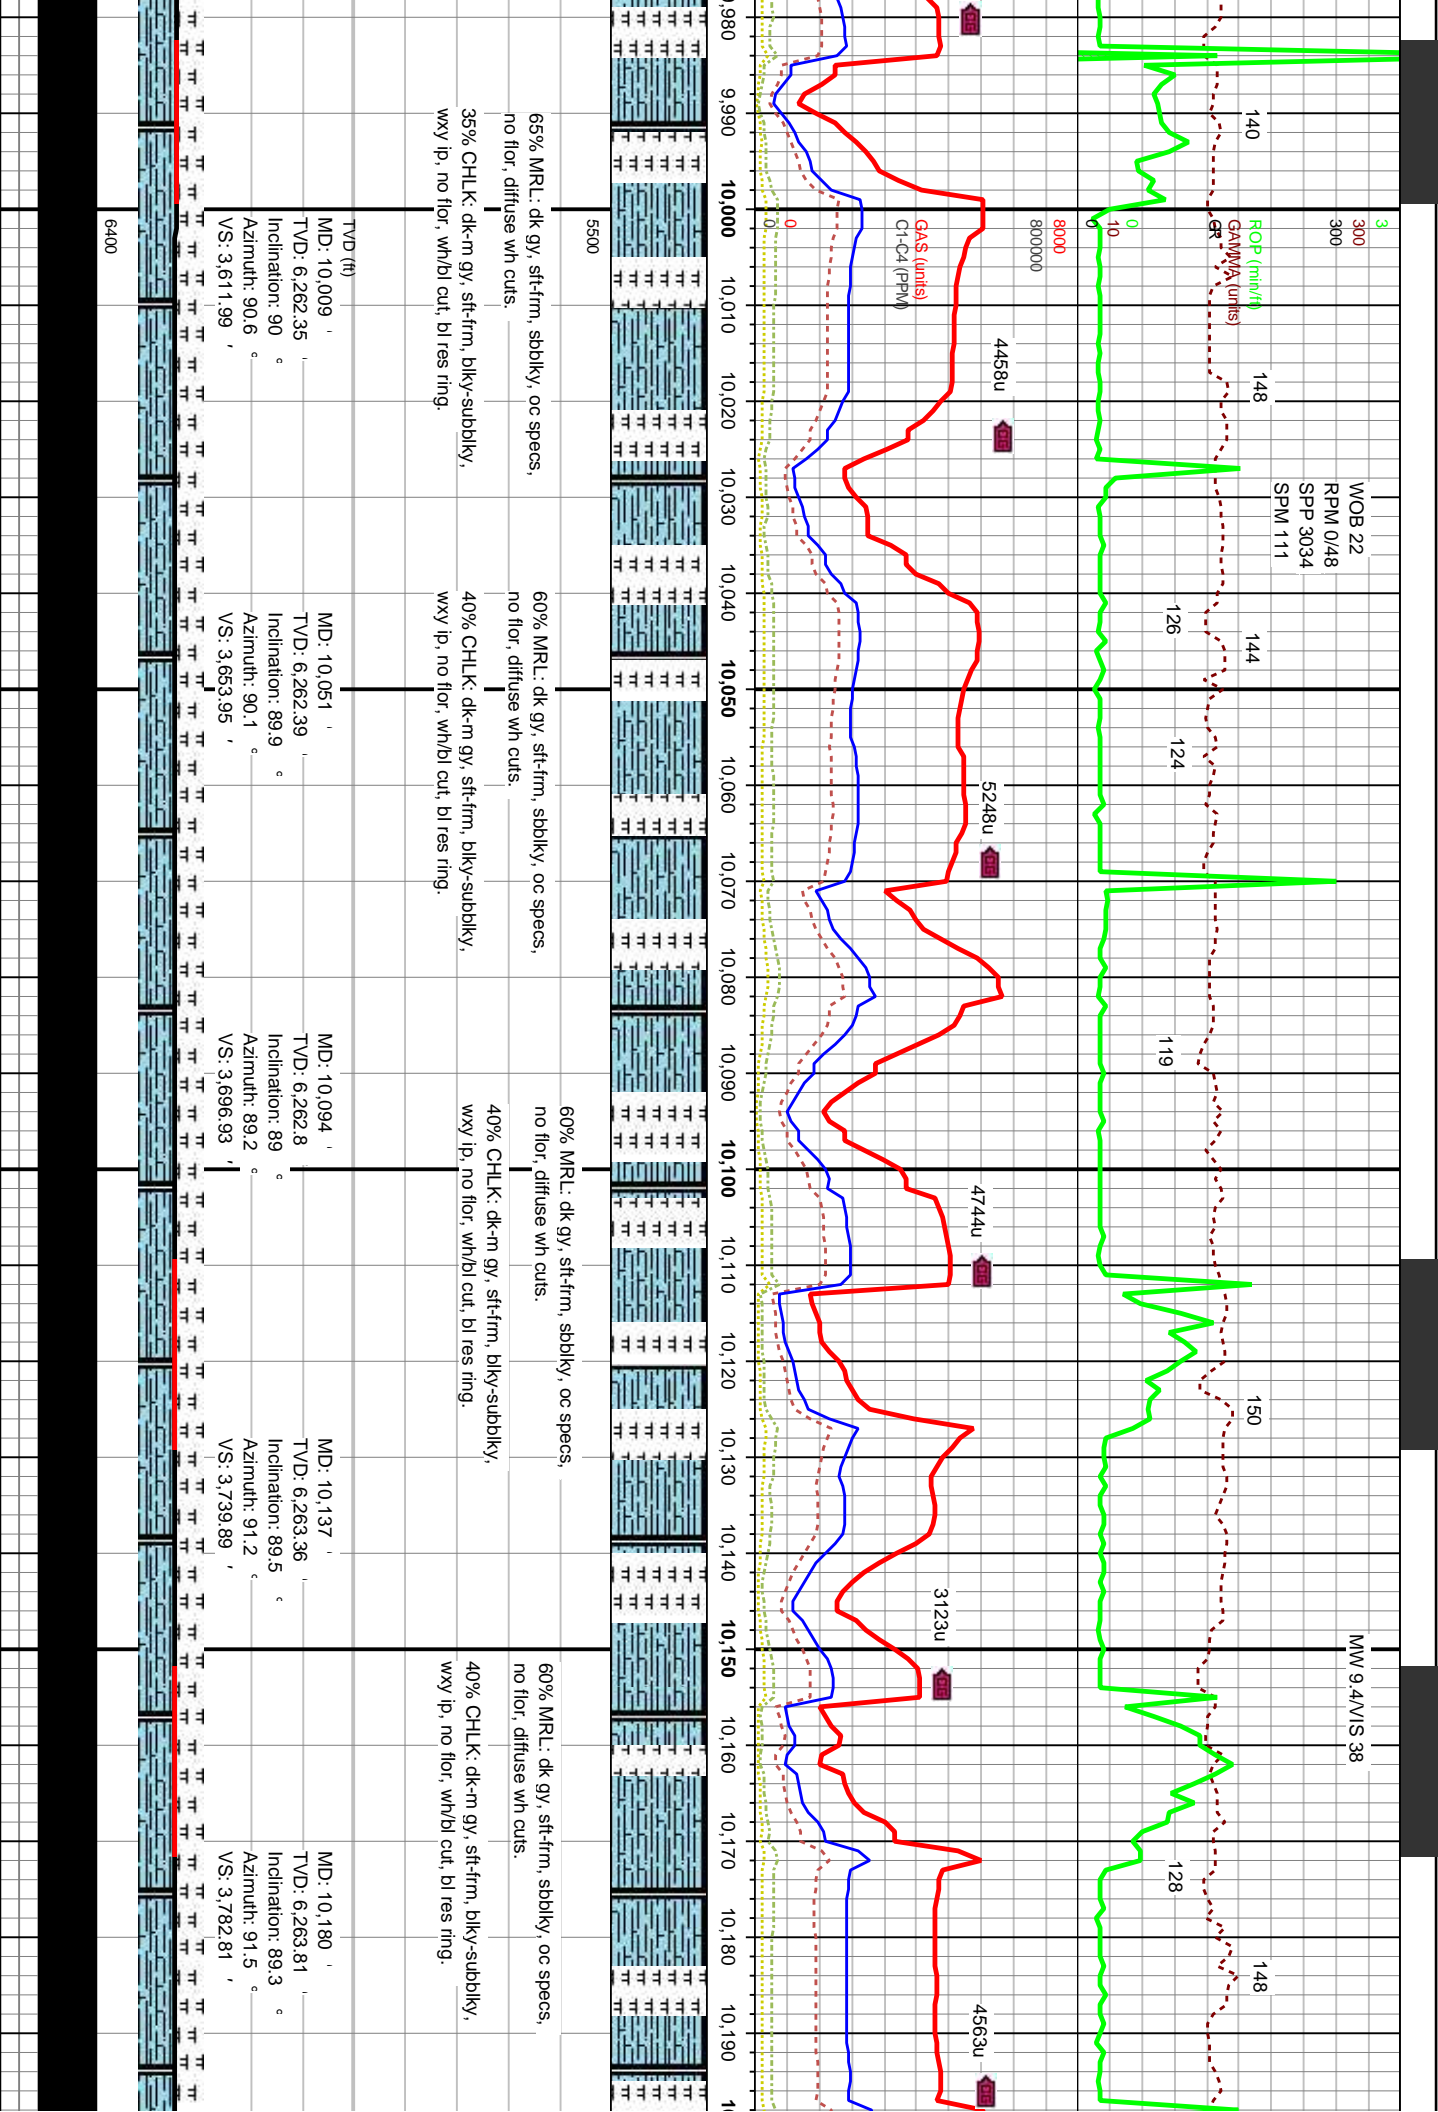 3
300
300
ROP (min/ft)
GAMMA (units)
0
10
0
140
148
WOB 22
RPM 0/48
SPP 3034
SPM 111
126
144
124
119
150
MW 9.4/VIS 38
128
148
8000
800000
GAS (units)
C1-C4 (PPM)
0
0
4458u
5248u
4744u
3123u
4563u
9,980
9,990
10,000
10,010
10,020
10,030
10,040
10,050
10,060
10,070
10,080
10,090
10,100
10,110
10,120
10,130
10,140
10,150
10,160
10,170
10,180
10,190
5500
6400
TVD (ft)
65% MRL: dk gy, sft-frm, sbblky, oc specs,
no flor, diffuse wh cuts.
35% CHLK: dk-m gy, sft-frm, blky-subblky,
wxy ip, no flor, wh/bl cut, bl res ring.
60% MRL: dk gy, sft-frm, sbblky, oc specs,
no flor, diffuse wh cuts.
40% CHLK: dk-m gy, sft-frm, blky-subblky,
wxy ip, no flor, wh/bl cut, bl res ring.
60% MRL: dk gy, sft-frm, sbblky, oc specs,
no flor, diffuse wh cuts.
40% CHLK: dk-m gy, sft-frm, blky-subblky,
wxy ip, no flor, wh/bl cut, bl res ring.
60% MRL: dk gy, sft-frm, sbblky, oc specs,
no flor, diffuse wh cuts.
40% CHLK: dk-m gy, sft-frm, blky-subblky,
wxy ip, no flor, wh/bl cut, bl res ring.
MD: 10,009 '
TVD: 6,262.35 '
Inclination: 90 °
Azimuth: 90.6 °
VS: 3,611.99 '
MD: 10,051 '
TVD: 6,262.39 '
Inclination: 89.9 °
Azimuth: 90.1 °
VS: 3,653.95 '
MD: 10,094 '
TVD: 6,262.8 '
Inclination: 89 °
Azimuth: 89.2 °
VS: 3,696.93 '
MD: 10,137 '
TVD: 6,263.36 '
Inclination: 89.5 °
Azimuth: 91.2 °
VS: 3,739.89 '
MD: 10,180 '
TVD: 6,263.81 '
Inclination: 89.3 °
Azimuth: 91.5 °
VS: 3,782.81 '